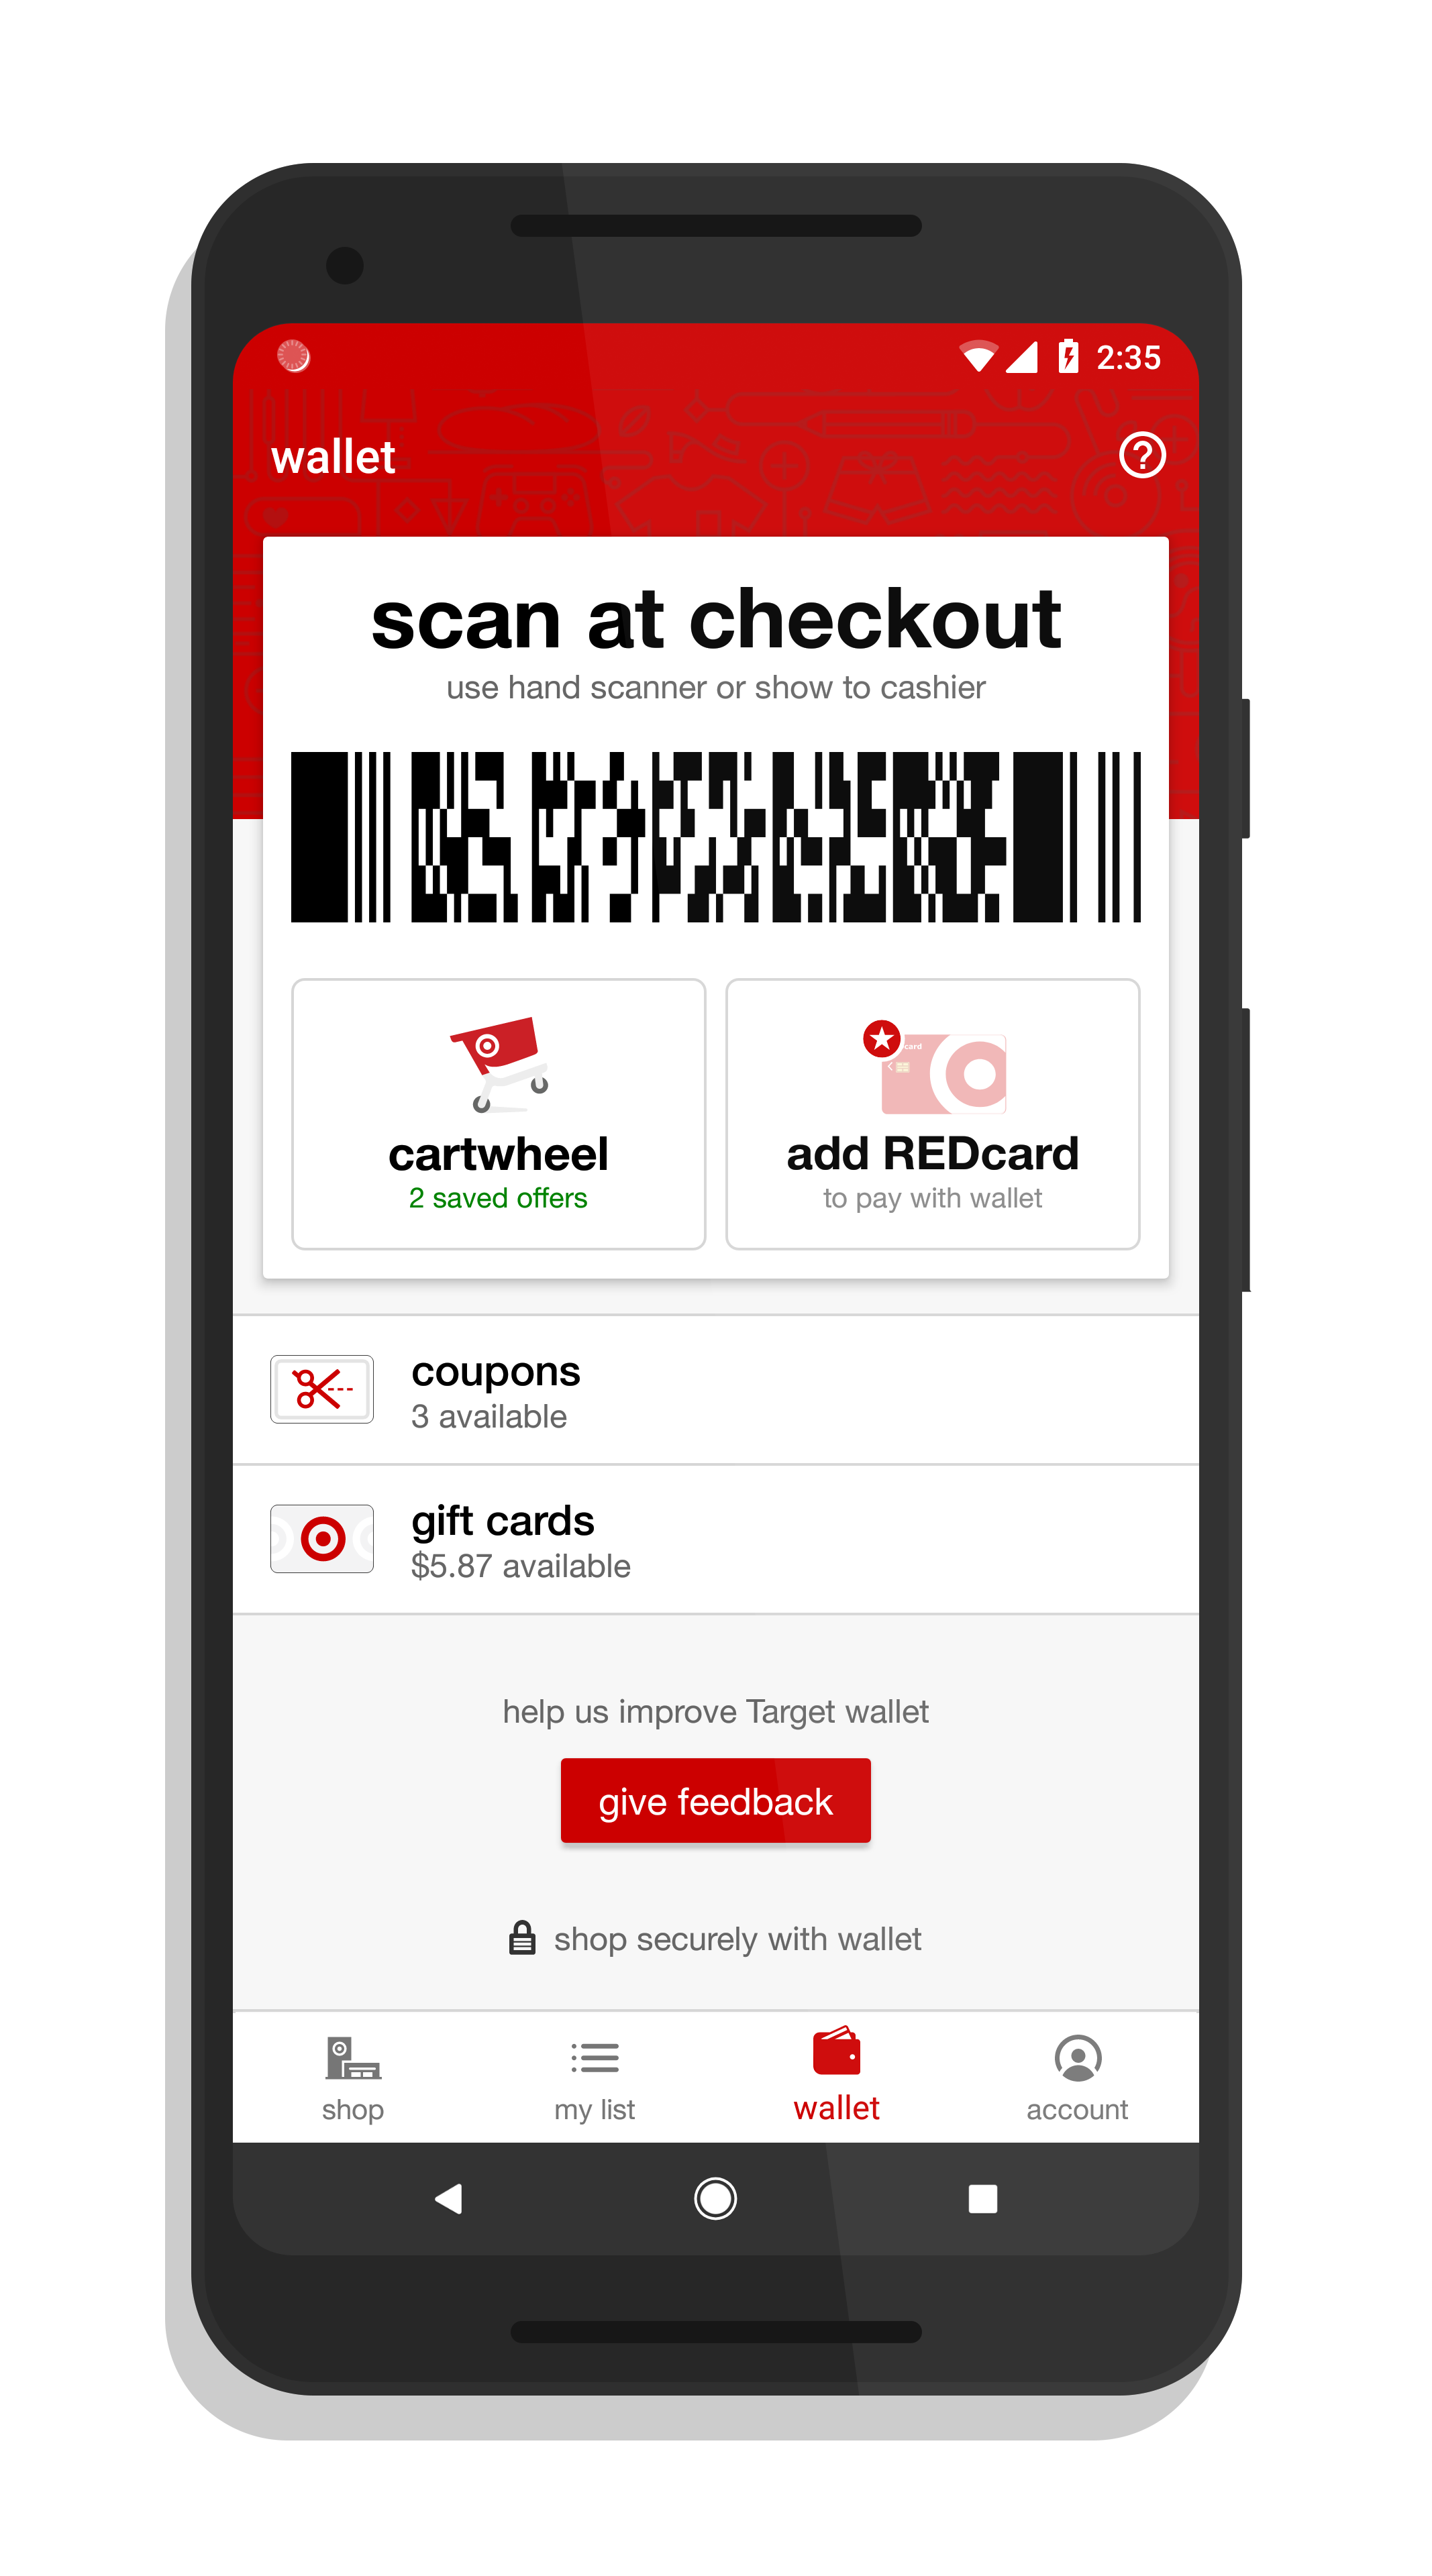 2:35
wallet
scan at checkout
use hand scanner or show to cashier
card
cartwheel
2 saved offers
add REDcard
to pay with wallet
coupons
3 available
gift cards
$5.87 available
help us improve Target wallet
give feedback
shop securely with wallet
shop
my list
wallet
account